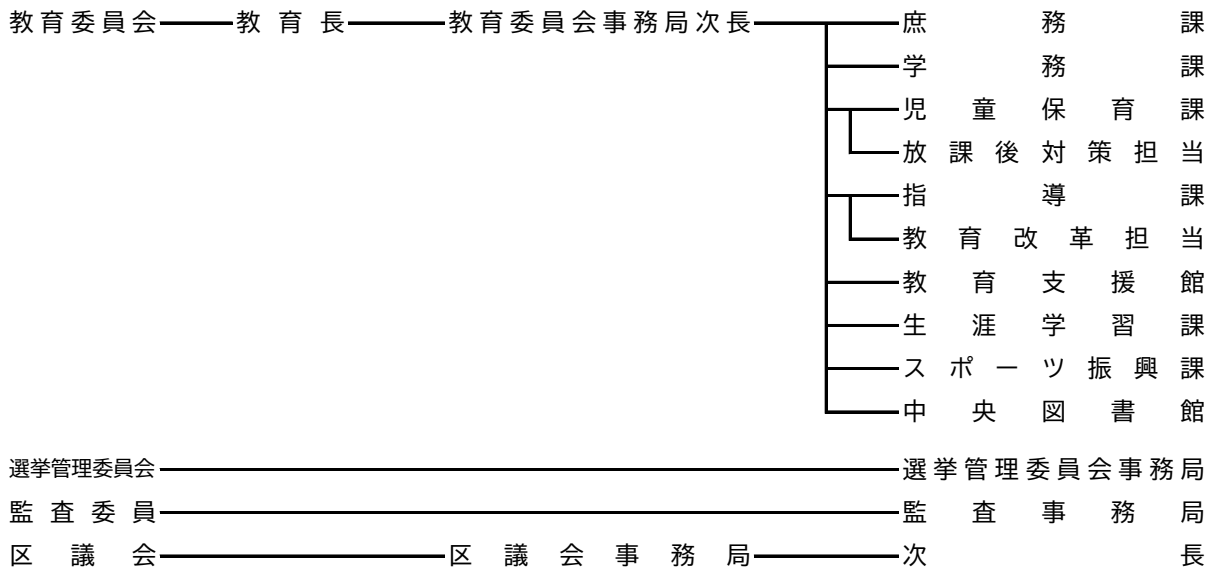 教育委員会 教育長 教育委員会事務局次長 庶務課
学務課
児童保育課
放課後対策担当
指導課
教育改革担当
教育支援館
生涯学習課
スポーツ振興課
中央図書館
選挙管理委員会 選挙管理委員会事務局
監査委員 監査事務局
区議会 区議会事務局 次長